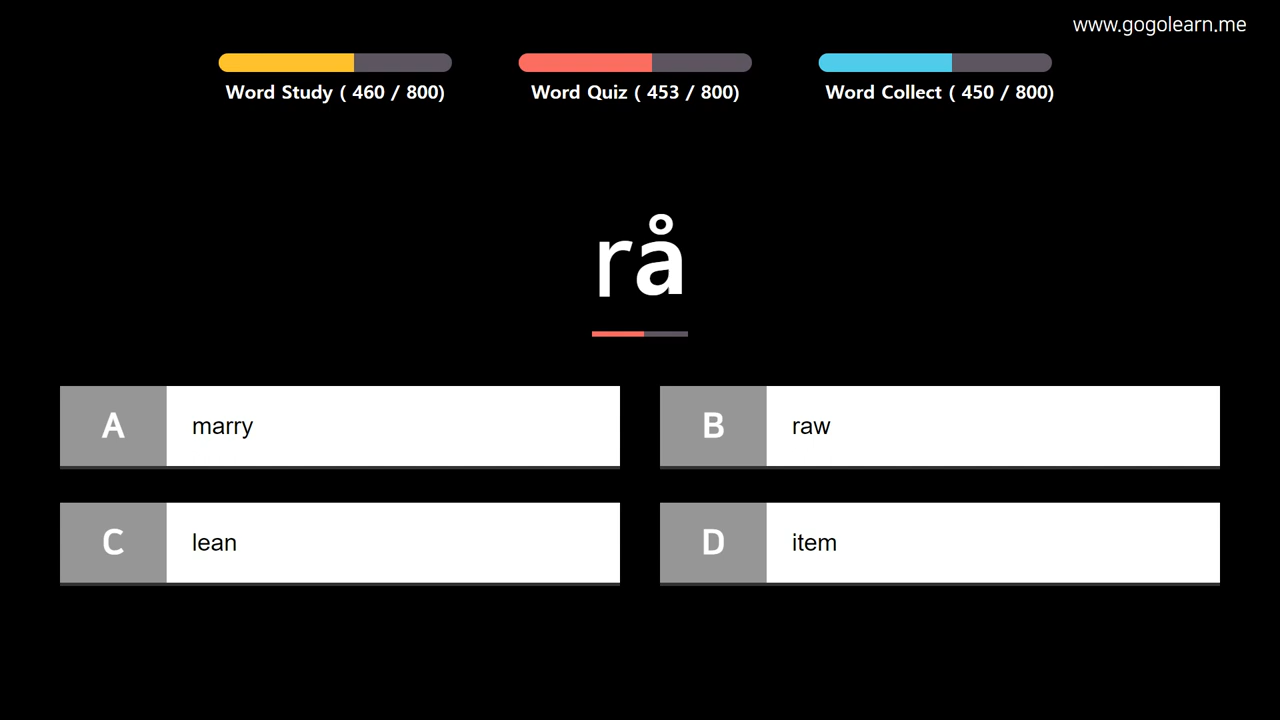 www.gogolearn.me
Word Study ( 460 / 800)
Word Quiz ( 453 / 800)
Word Collect ( 450 / 800)
rå
A marry
B raw
C lean
D item